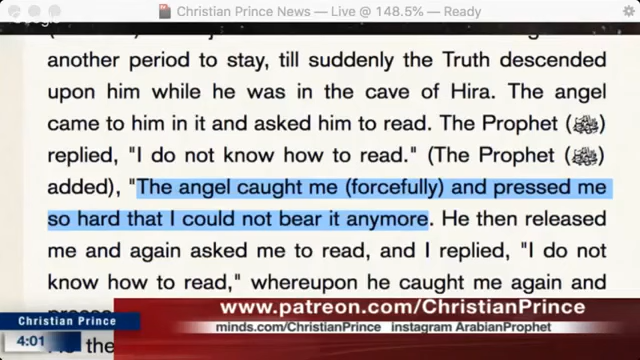 Christian Prince News — Live @ 148.5% — Ready
another period to stay, till suddenly the Truth descended
upon him while he was in the cave of Hira. The angel
came to him in it and asked him to read. The Prophet (ﷺ)
replied, "I do not know how to read." (The Prophet (ﷺ)
added), "The angel caught me (forcefully) and pressed me
so hard that I could not bear it anymore. He then released
me and again asked me to read, and I replied, "I do not
know how to read," whereupon he caught me again and
www.patreon.com/ChristianPrince
Christian Prince
minds.com/ChristianPrince instagram ArabianProphet
4:01
the